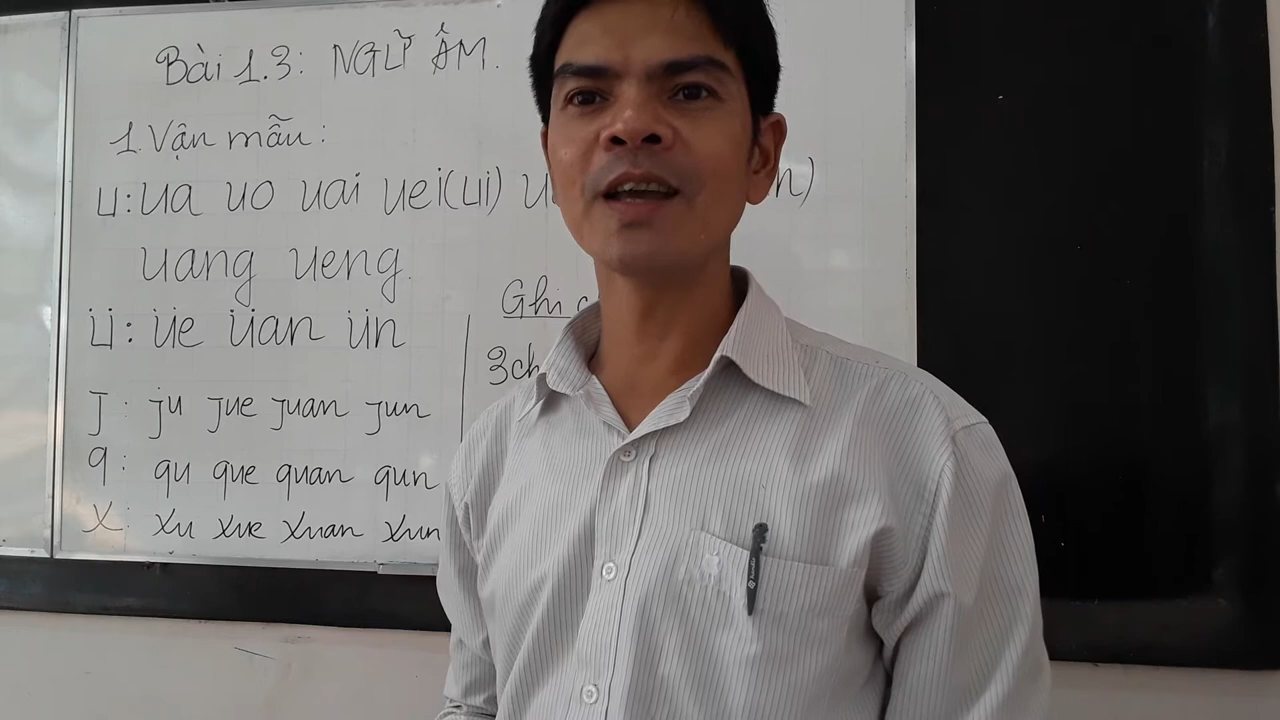 Bài 1.3: NGỮ ÂM.
1. Vận mẫu:
u: ua uo uai uei(ui)
uang ueng.
Ghi
ü: üe üan ün
3
j: ju jue juan jun
q: qu que quan qun
x: xu xue xuan xun